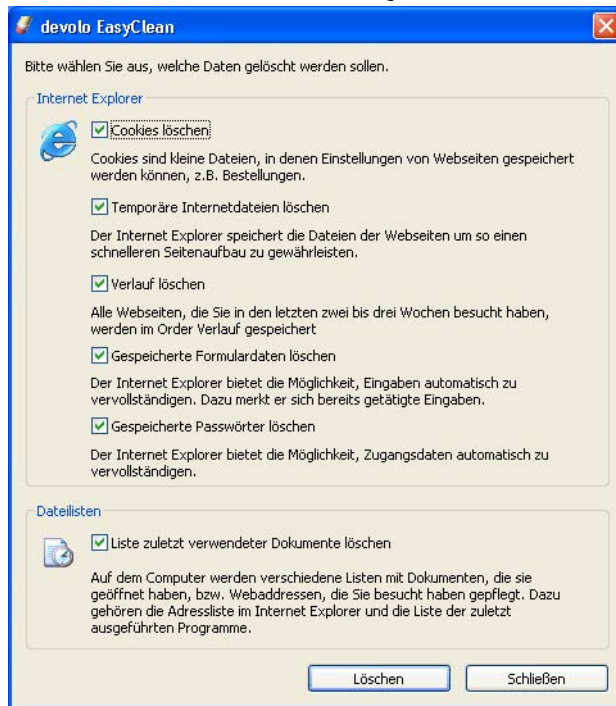 devolo EasyClean
Bitte wählen Sie aus, welche Daten gelöscht werden sollen.
Internet Explorer
Cookies löschen
Cookies sind kleine Dateien, in denen Einstellungen von Webseiten gespeichert
werden können, z.B. Bestellungen.
Temporäre Internetdateien löschen
Der Internet Explorer speichert die Dateien der Webseiten um so einen
schnelleren Seitenaufbau zu gewährleisten.
Verlauf löschen
Alle Webseiten, die Sie in den letzten zwei bis drei Wochen besucht haben,
werden im Order Verlauf gespeichert
Gespeicherte Formulardaten löschen
Der Internet Explorer bietet die Möglichkeit, Eingaben automatisch zu
vervollständigen. Dazu merkt er sich bereits getätigte Eingaben.
Gespeicherte Passwörter löschen
Der Internet Explorer bietet die Möglichkeit, Zugangsdaten automatisch zu
vervollständigen.
Dateilisten
Liste zuletzt verwendeter Dokumente löschen
Auf dem Computer werden verschiedene Listen mit Dokumenten, die sie
geöffnet haben, bzw. Webaddressen, die Sie besucht haben gepflegt. Dazu
gehören die Adressliste im Internet Explorer und die Liste der zuletzt
ausgeführten Programme.
Löschen
Schließen